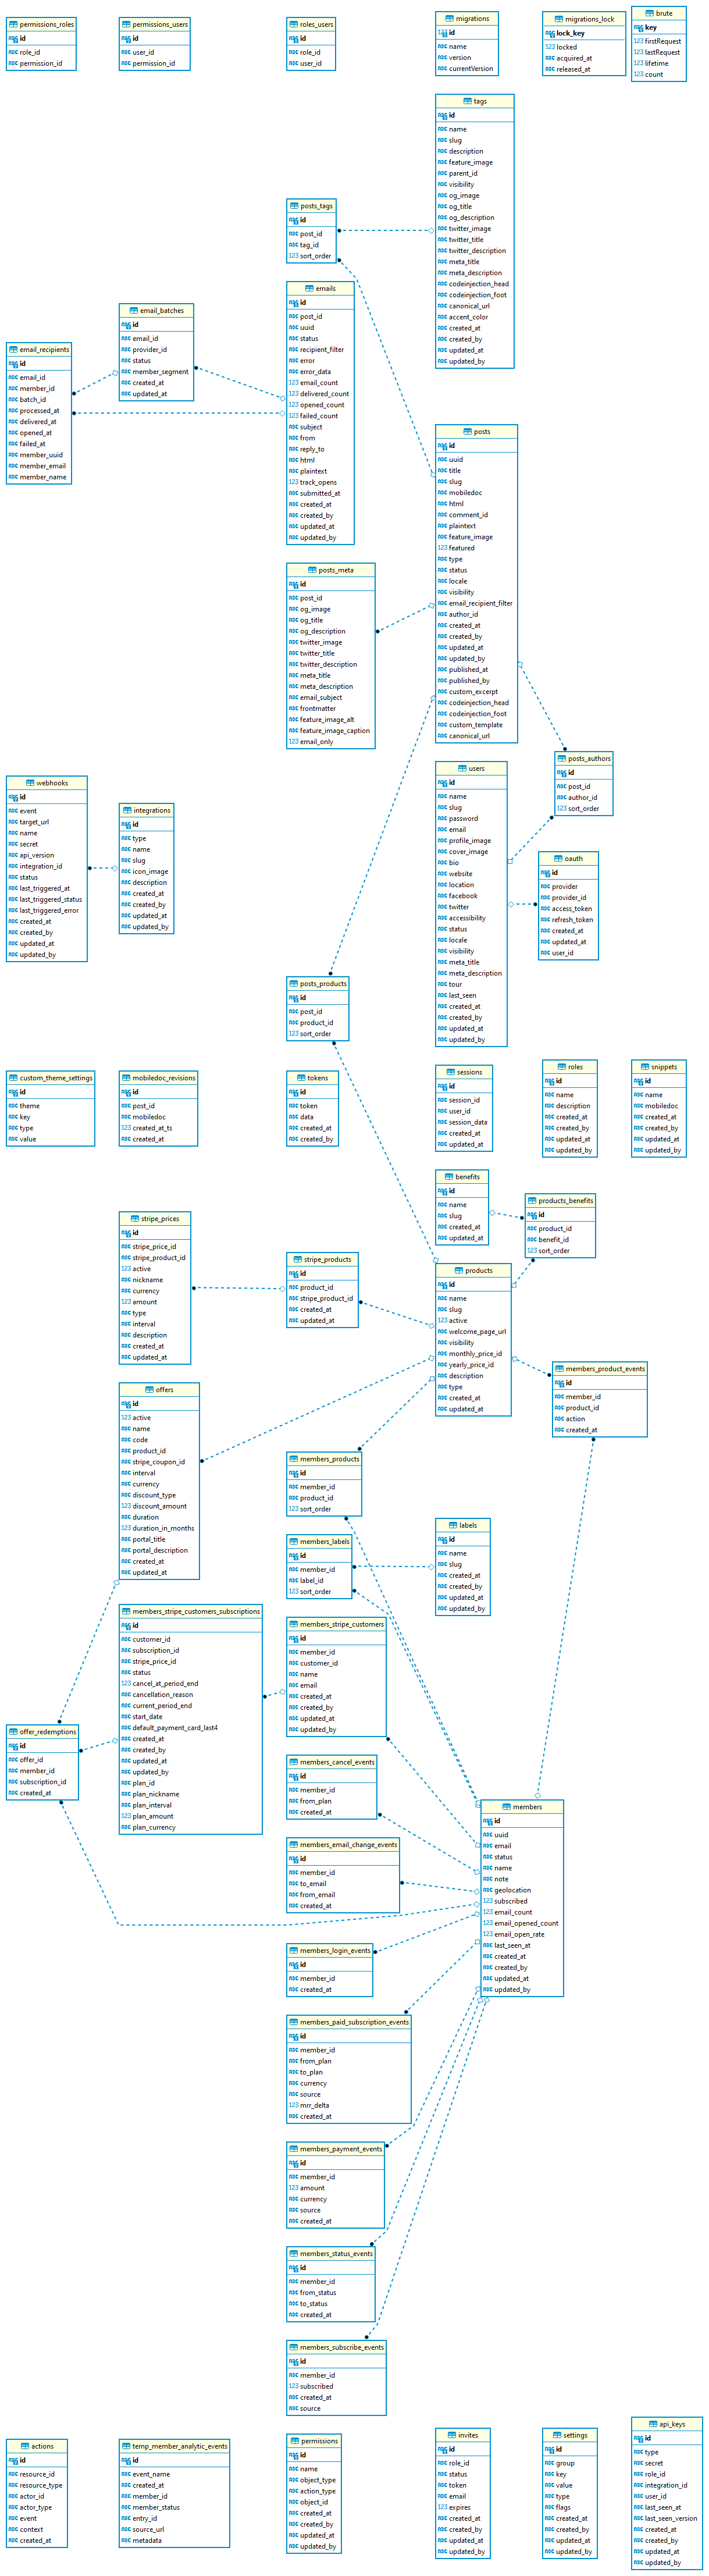 permissions_roles
id
role_id
permission_id
permissions_users
id
user_id
permission_id
roles_users
id
role_id
user_id
migrations
id
name
version
currentVersion
migrations_lock
lock_key
locked
acquired_at
released_at
brute
key
firstRequest
lastRequest
lifetime
count
tags
id
name
slug
description
feature_image
parent_id
visibility
og_image
og_title
og_description
twitter_image
twitter_title
twitter_description
meta_title
meta_description
codeinjection_head
codeinjection_foot
canonical_url
accent_color
created_at
created_by
updated_at
updated_by
posts_tags
id
post_id
tag_id
sort_order
emails
id
post_id
uuid
status
recipient_filter
error
error_data
email_count
delivered_count
opened_count
failed_count
subject
from
reply_to
html
plaintext
track_opens
submitted_at
created_at
created_by
updated_at
updated_by
email_batches
id
email_id
provider_id
status
member_segment
created_at
updated_at
email_recipients
id
email_id
member_id
batch_id
processed_at
delivered_at
opened_at
failed_at
member_uuid
member_email
member_name
posts
id
uuid
title
slug
mobiledoc
html
comment_id
plaintext
feature_image
featured
type
status
locale
visibility
email_recipient_filter
author_id
created_at
created_by
updated_at
updated_by
published_at
published_by
custom_excerpt
codeinjection_head
codeinjection_foot
custom_template
canonical_url
posts_meta
id
post_id
og_image
og_title
og_description
twitter_image
twitter_title
twitter_description
meta_title
meta_description
email_subject
frontmatter
feature_image_alt
feature_image_caption
email_only
posts_authors
id
post_id
author_id
sort_order
users
id
name
slug
password
email
profile_image
cover_image
bio
website
location
facebook
twitter
accessibility
status
locale
visibility
meta_title
meta_description
tour
last_seen
created_at
created_by
updated_at
updated_by
webhooks
id
event
target_url
name
secret
api_version
integration_id
status
last_triggered_at
last_triggered_status
last_triggered_error
created_at
created_by
updated_at
updated_by
integrations
id
type
name
slug
icon_image
description
created_at
created_by
updated_at
updated_by
oauth
id
provider
provider_id
access_token
refresh_token
created_at
updated_at
user_id
posts_products
id
post_id
product_id
sort_order
custom_theme_settings
id
theme
key
type
value
mobiledoc_revisions
id
post_id
mobiledoc
created_at_ts
created_at
tokens
id
token
data
created_at
created_by
sessions
id
session_id
user_id
session_data
created_at
updated_at
roles
id
name
description
created_at
created_by
updated_at
updated_by
snippets
id
name
mobiledoc
created_at
created_by
updated_at
updated_by
benefits
id
name
slug
created_at
updated_at
products_benefits
id
product_id
benefit_id
sort_order
stripe_prices
id
stripe_price_id
stripe_product_id
active
nickname
currency
amount
type
interval
description
created_at
updated_at
stripe_products
id
product_id
stripe_product_id
created_at
updated_at
products
id
name
slug
active
welcome_page_url
visibility
monthly_price_id
yearly_price_id
description
type
created_at
updated_at
members_product_events
id
member_id
product_id
action
created_at
offers
id
active
name
code
product_id
stripe_coupon_id
interval
currency
discount_type
discount_amount
duration
duration_in_months
portal_title
portal_description
created_at
updated_at
members_products
id
member_id
product_id
sort_order
members_labels
id
member_id
label_id
sort_order
labels
id
name
slug
created_at
created_by
updated_at
updated_by
members_stripe_customers_subscriptions
id
customer_id
subscription_id
stripe_price_id
status
cancel_at_period_end
cancellation_reason
current_period_end
start_date
default_payment_card_last4
created_at
created_by
updated_at
updated_by
plan_id
plan_nickname
plan_interval
plan_amount
plan_currency
members_stripe_customers
id
member_id
customer_id
name
email
created_at
created_by
updated_at
updated_by
offer_redemptions
id
offer_id
member_id
subscription_id
created_at
members_cancel_events
id
member_id
from_plan
created_at
members
id
uuid
email
status
name
note
geolocation
subscribed
email_count
email_opened_count
email_open_rate
last_seen_at
created_at
created_by
updated_at
updated_by
members_email_change_events
id
member_id
to_email
from_email
created_at
members_login_events
id
member_id
created_at
members_paid_subscription_events
id
member_id
from_plan
to_plan
currency
source
mrr_delta
created_at
members_payment_events
id
member_id
amount
currency
source
created_at
members_status_events
id
member_id
from_status
to_status
created_at
members_subscribe_events
id
member_id
subscribed
created_at
source
actions
id
resource_id
resource_type
actor_id
actor_type
event
context
created_at
temp_member_analytic_events
id
event_name
created_at
member_id
member_status
entry_id
source_url
metadata
permissions
id
name
object_type
action_type
object_id
created_at
created_by
updated_at
updated_by
invites
id
role_id
status
token
email
expires
created_at
created_by
updated_at
updated_by
settings
id
group
key
value
type
flags
created_at
created_by
updated_at
updated_by
api_keys
id
type
secret
role_id
integration_id
user_id
last_seen_at
last_seen_version
created_at
created_by
updated_at
updated_by